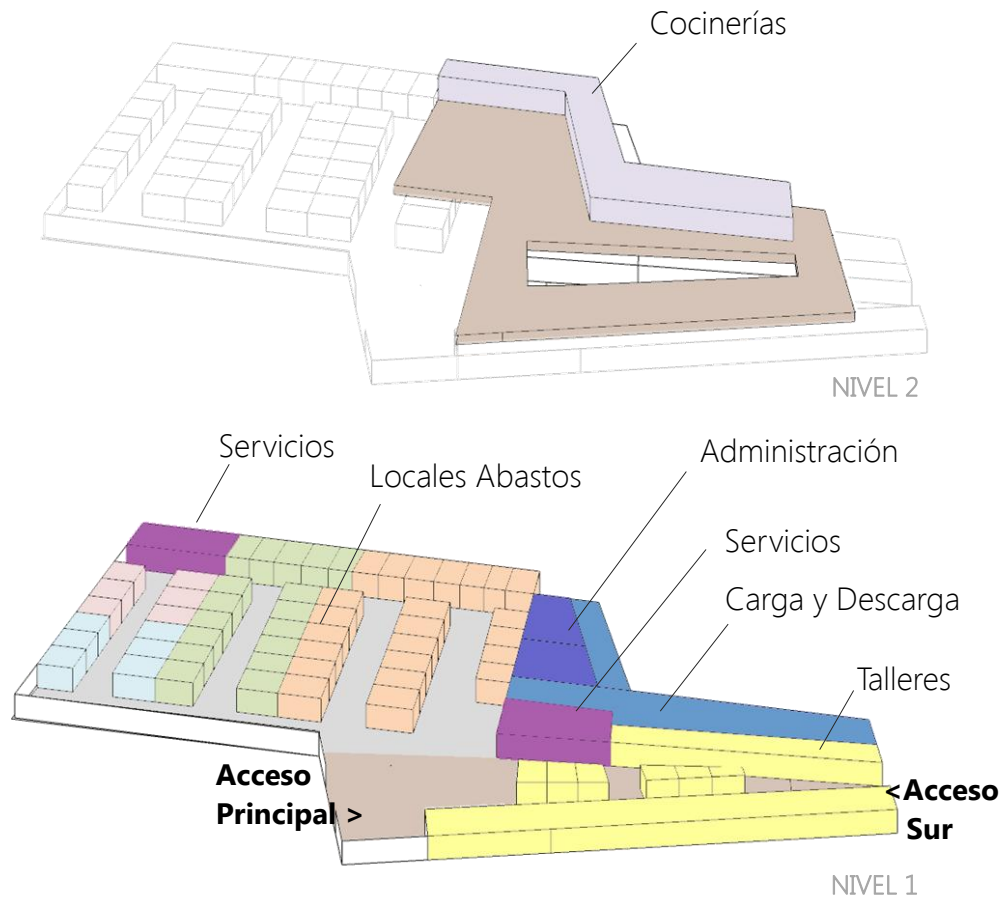 Cocinerías
NIVEL 2
Servicios
Locales Abastos
Administración
Servicios
Carga y Descarga
Talleres
Acceso
Principal >
<Acceso
Sur
NIVEL 1